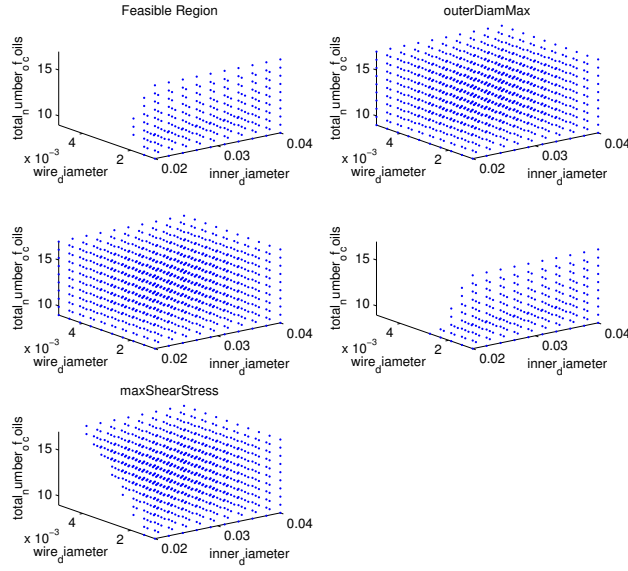 Feasible Region
total_number_of_coils
15
10
x 10⁻³
4
2
wire_diameter
0.02
0.03
0.04
inner_diameter
outerDiamMax
total_number_of_coils
15
10
x 10⁻³
4
2
wire_diameter
0.02
0.03
0.04
inner_diameter
total_number_of_coils
15
10
x 10⁻³
4
2
wire_diameter
0.02
0.03
0.04
inner_diameter
total_number_of_coils
15
10
x 10⁻³
4
2
wire_diameter
0.02
0.03
0.04
inner_diameter
maxShearStress
total_number_of_coils
15
10
x 10⁻³
4
2
wire_diameter
0.02
0.03
0.04
inner_diameter